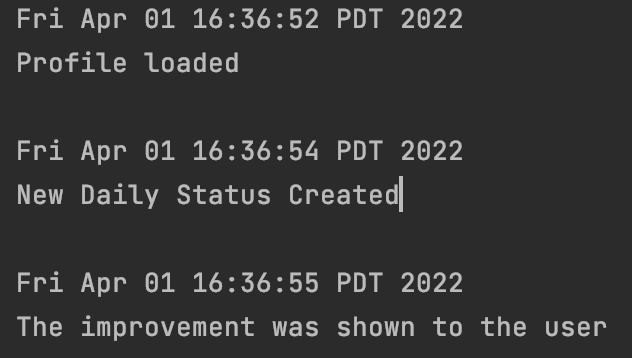 Fri Apr 01 16:36:52 PDT 2022
Profile loaded
Fri Apr 01 16:36:54 PDT 2022
New Daily Status Created
Fri Apr 01 16:36:55 PDT 2022
The improvement was shown to the user